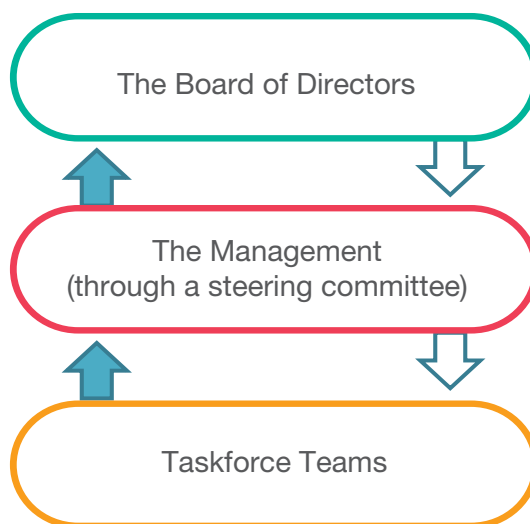 The Board of Directors
The Management
(through a steering committee)
Taskforce Teams